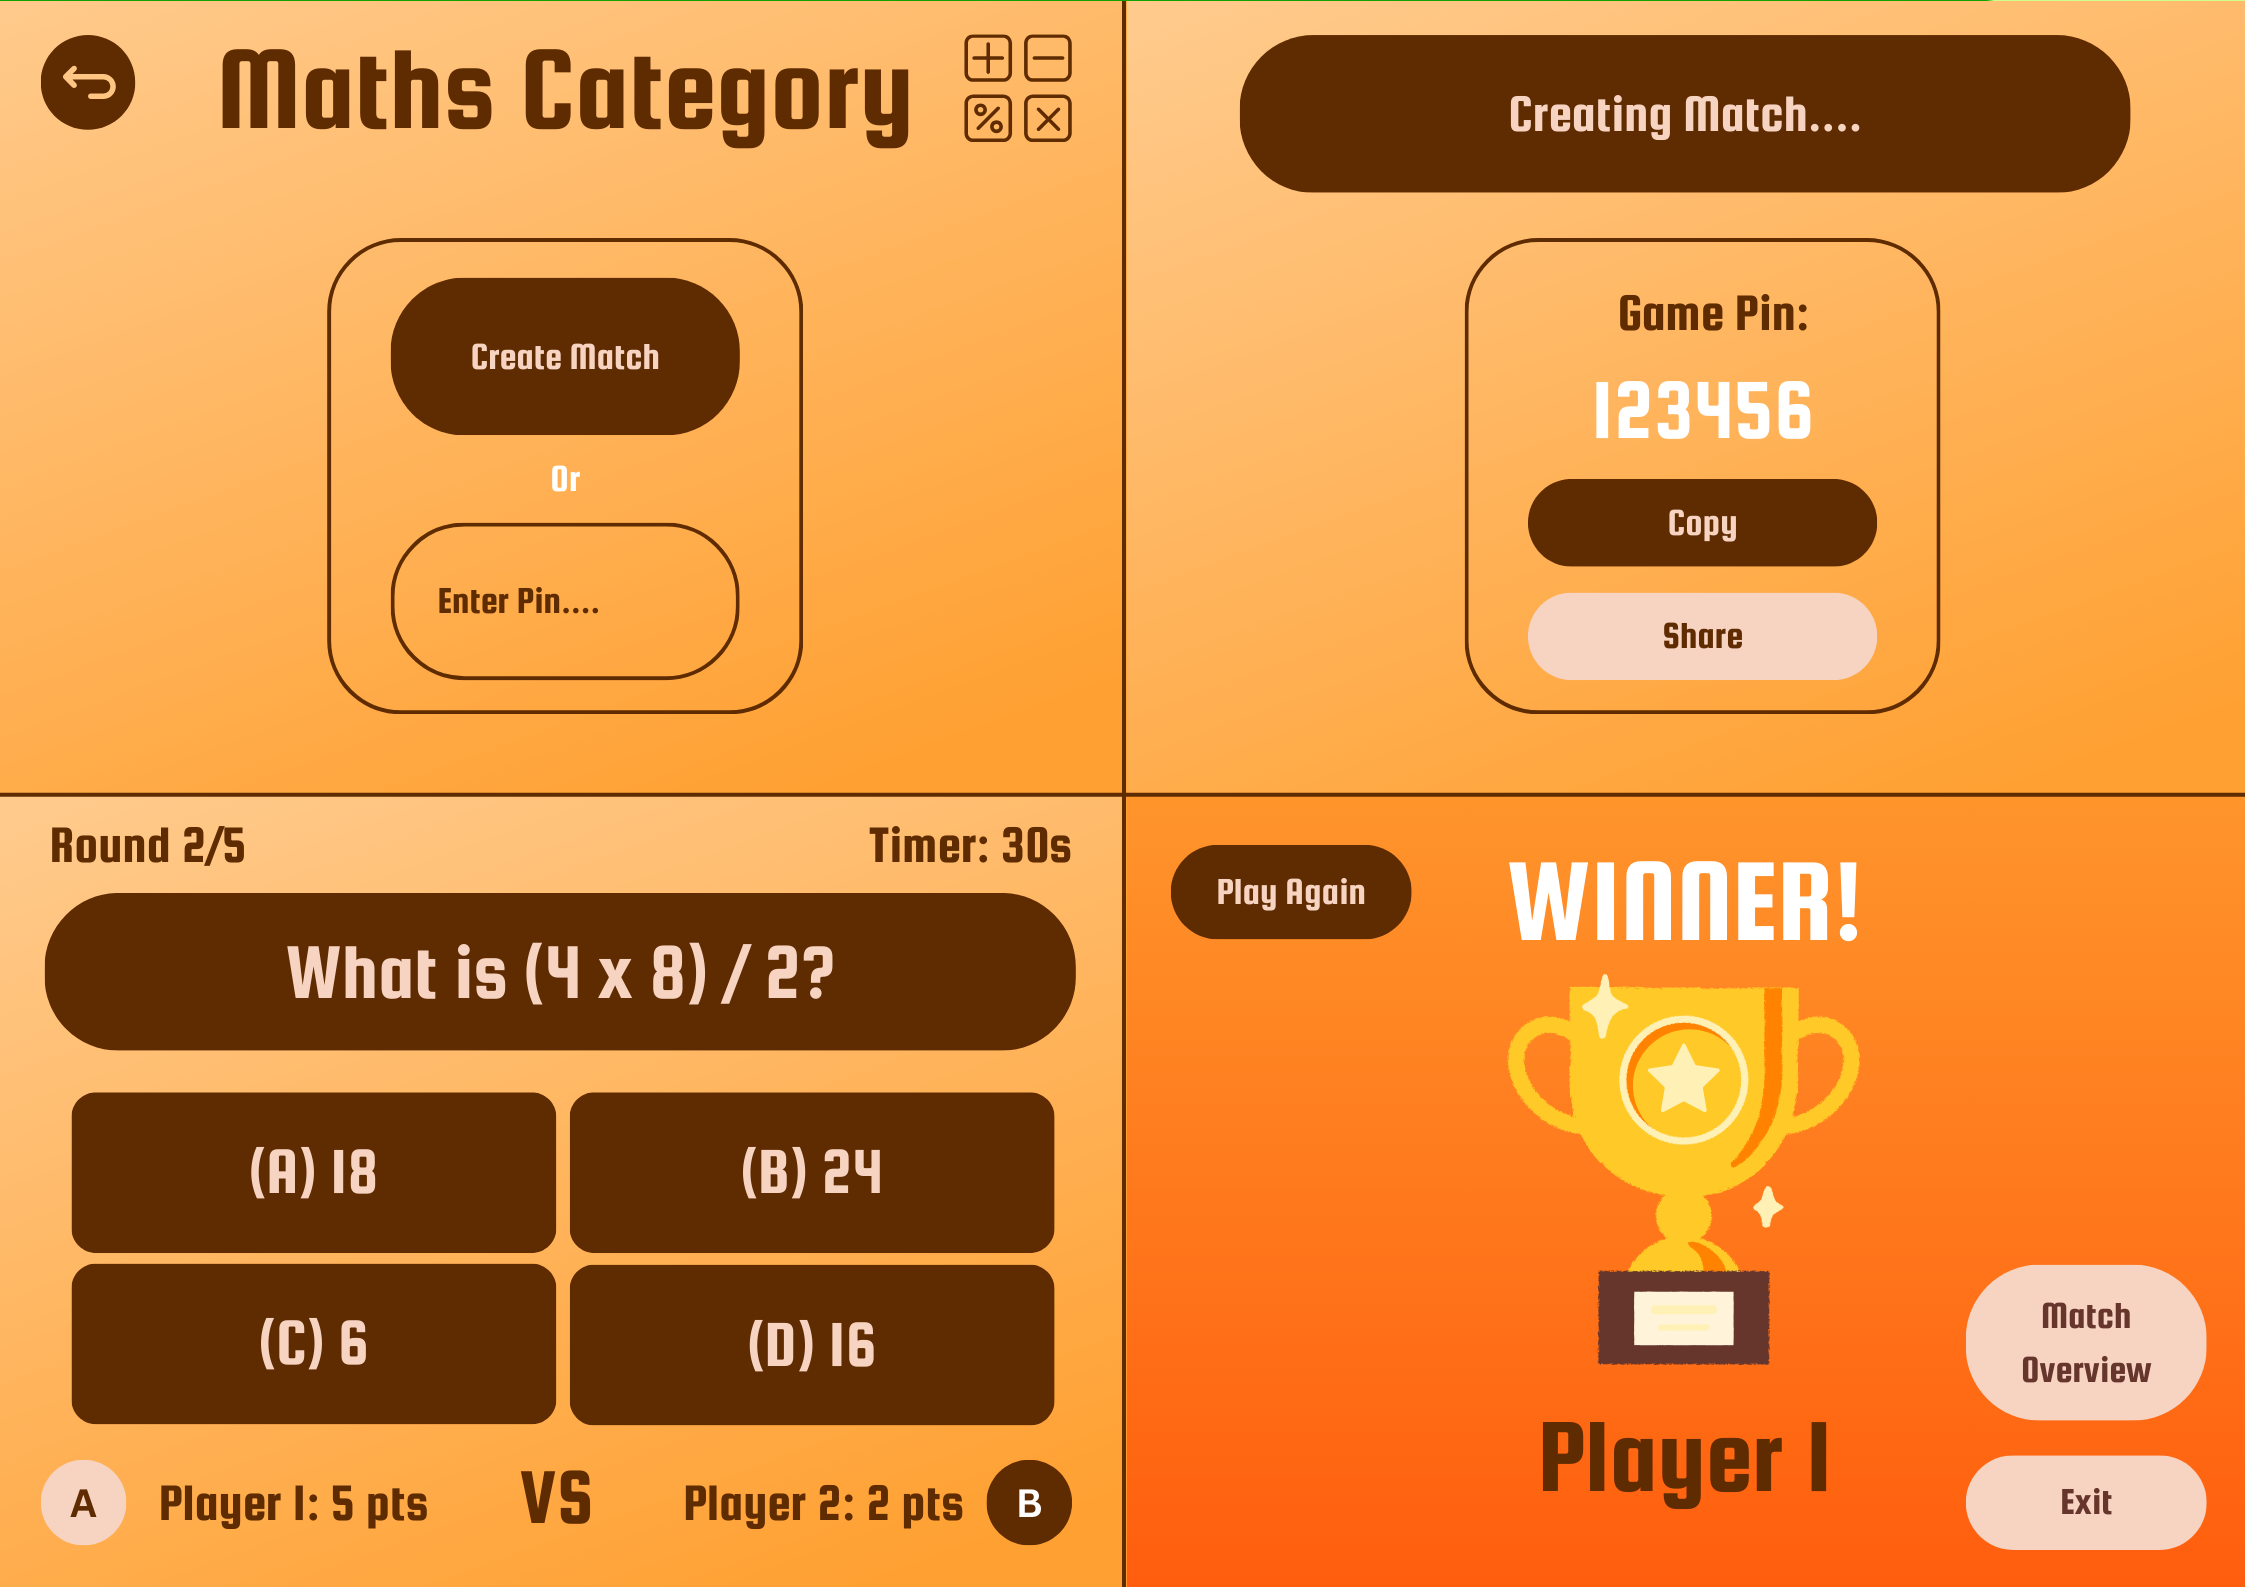 Maths Category
Create Match
Or
Enter Pin....
Creating Match....
Game Pin:
123456
Copy
Share
Round 2/5
Timer: 30s
What is (4 x 8) / 2?
(A) 18
(B) 24
(C) 6
(D) 16
A
Player 1: 5 pts
VS
Player 2: 2 pts
B
Play Again
WINNER!
Player 1
Match
Overview
Exit